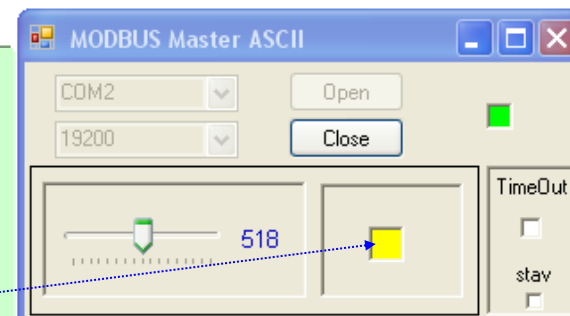 MODBUS Master ASCII
COM2
Open
19200
Close
TimeOut
518
stav